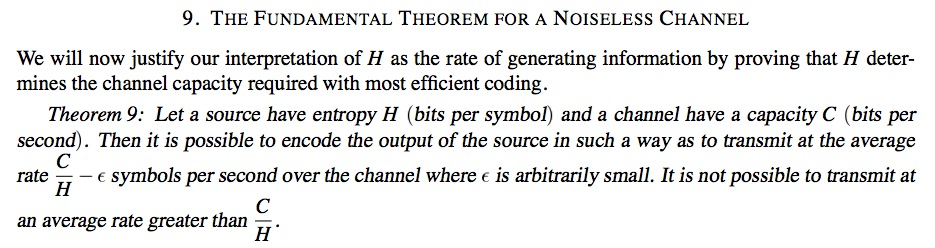 9. THE FUNDAMENTAL THEOREM FOR A NOISELESS CHANNEL
We will now justify our interpretation of H as the rate of generating information by proving that H deter-
mines the channel capacity required with most efficient coding.
Theorem 9: Let a source have entropy H (bits per symbol) and a channel have a capacity C (bits per
second). Then it is possible to encode the output of the source in such a way as to transmit at the average
rate C/H − ϵ symbols per second over the channel where ϵ is arbitrarily small. It is not possible to transmit at
an average rate greater than C/H.